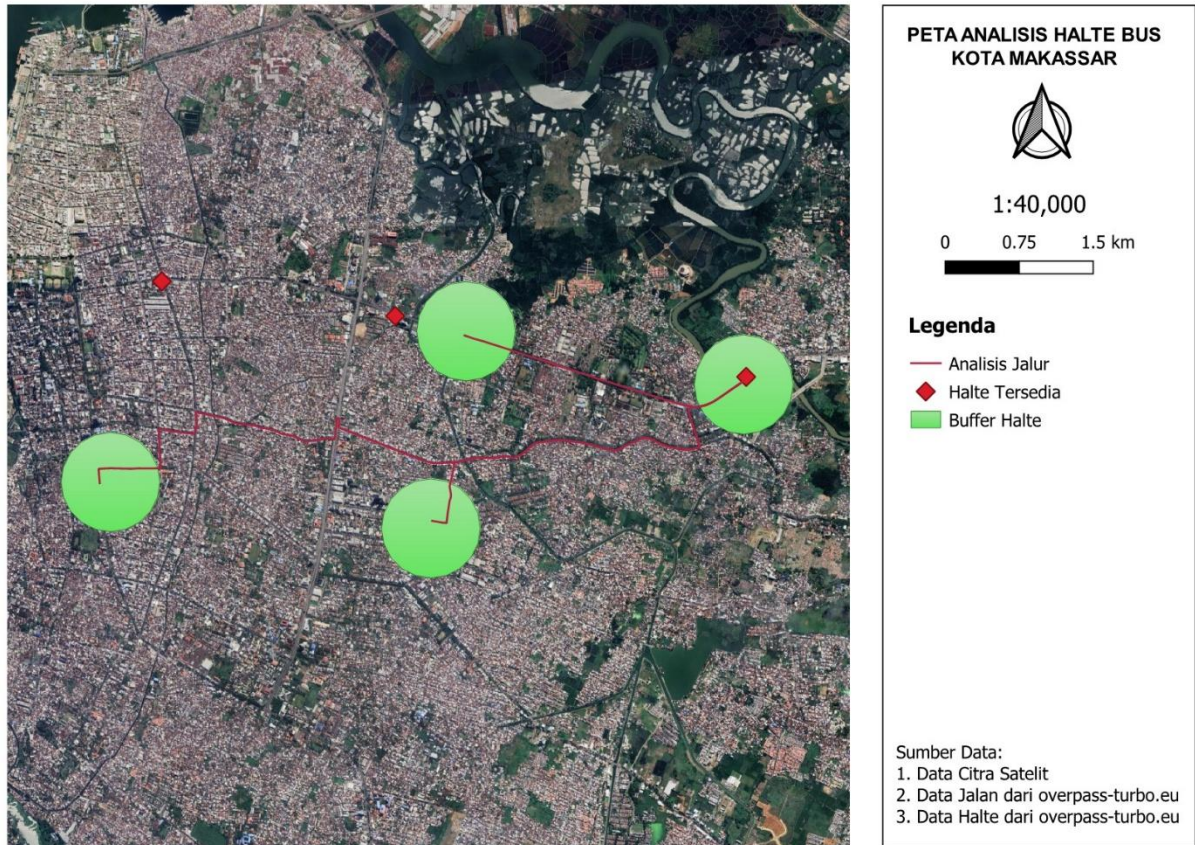 PETA ANALISIS HALTE BUS
KOTA MAKASSAR
1:40,000
0 0.75 1.5 km
Legenda
Analisis Jalur
Halte Tersedia
Buffer Halte
Sumber Data:
1. Data Citra Satelit
2. Data Jalan dari overpass-turbo.eu
3. Data Halte dari overpass-turbo.eu